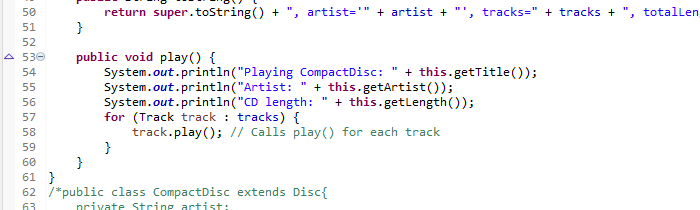 50 return super.toString() + ", artist='" + artist + "', tracks=" + tracks + ", totalLen
51 }
52
53 public void play() {
54 System.out.println("Playing CompactDisc: " + this.getTitle());
55 System.out.println("Artist: " + this.getArtist());
56 System.out.println("CD length: " + this.getLength());
57 for (Track track : tracks) {
58 track.play(); // Calls play() for each track
59 }
60 }
61 }
62 /*public class CompactDisc extends Disc{
63 private String artist;